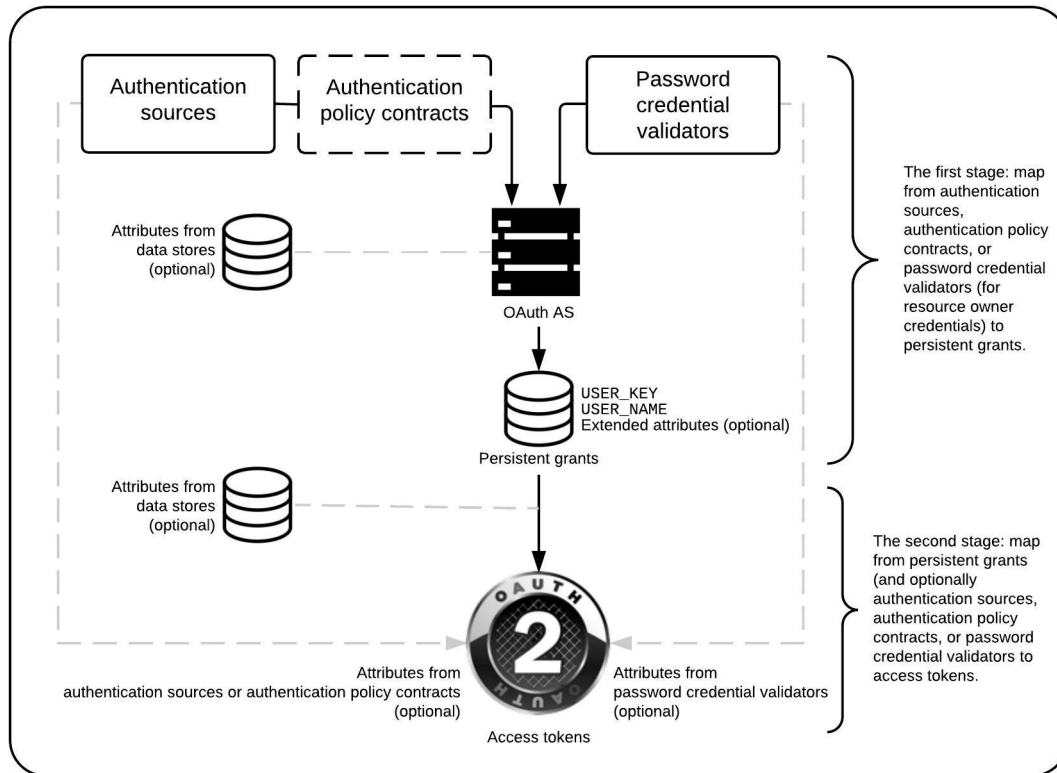 Authentication
sources
Authentication
policy contracts
Password
credential
validators
The first stage: map
from authentication
sources,
authentication policy
contracts, or
password credential
validators (for
resource owner
credentials) to
persistent grants.
Attributes from
data stores
(optional)
OAuth AS
USER_KEY
USER_NAME
Extended attributes (optional)
Persistent grants
Attributes from
data stores
(optional)
The second stage: map
from persistent grants
(and optionally
authentication sources,
authentication policy
contracts, or password
credential validators to
access tokens.
OAUTH
2
OAUTH
Attributes from
authentication sources or authentication policy contracts
(optional)
Attributes from
password credential validators
(optional)
Access tokens